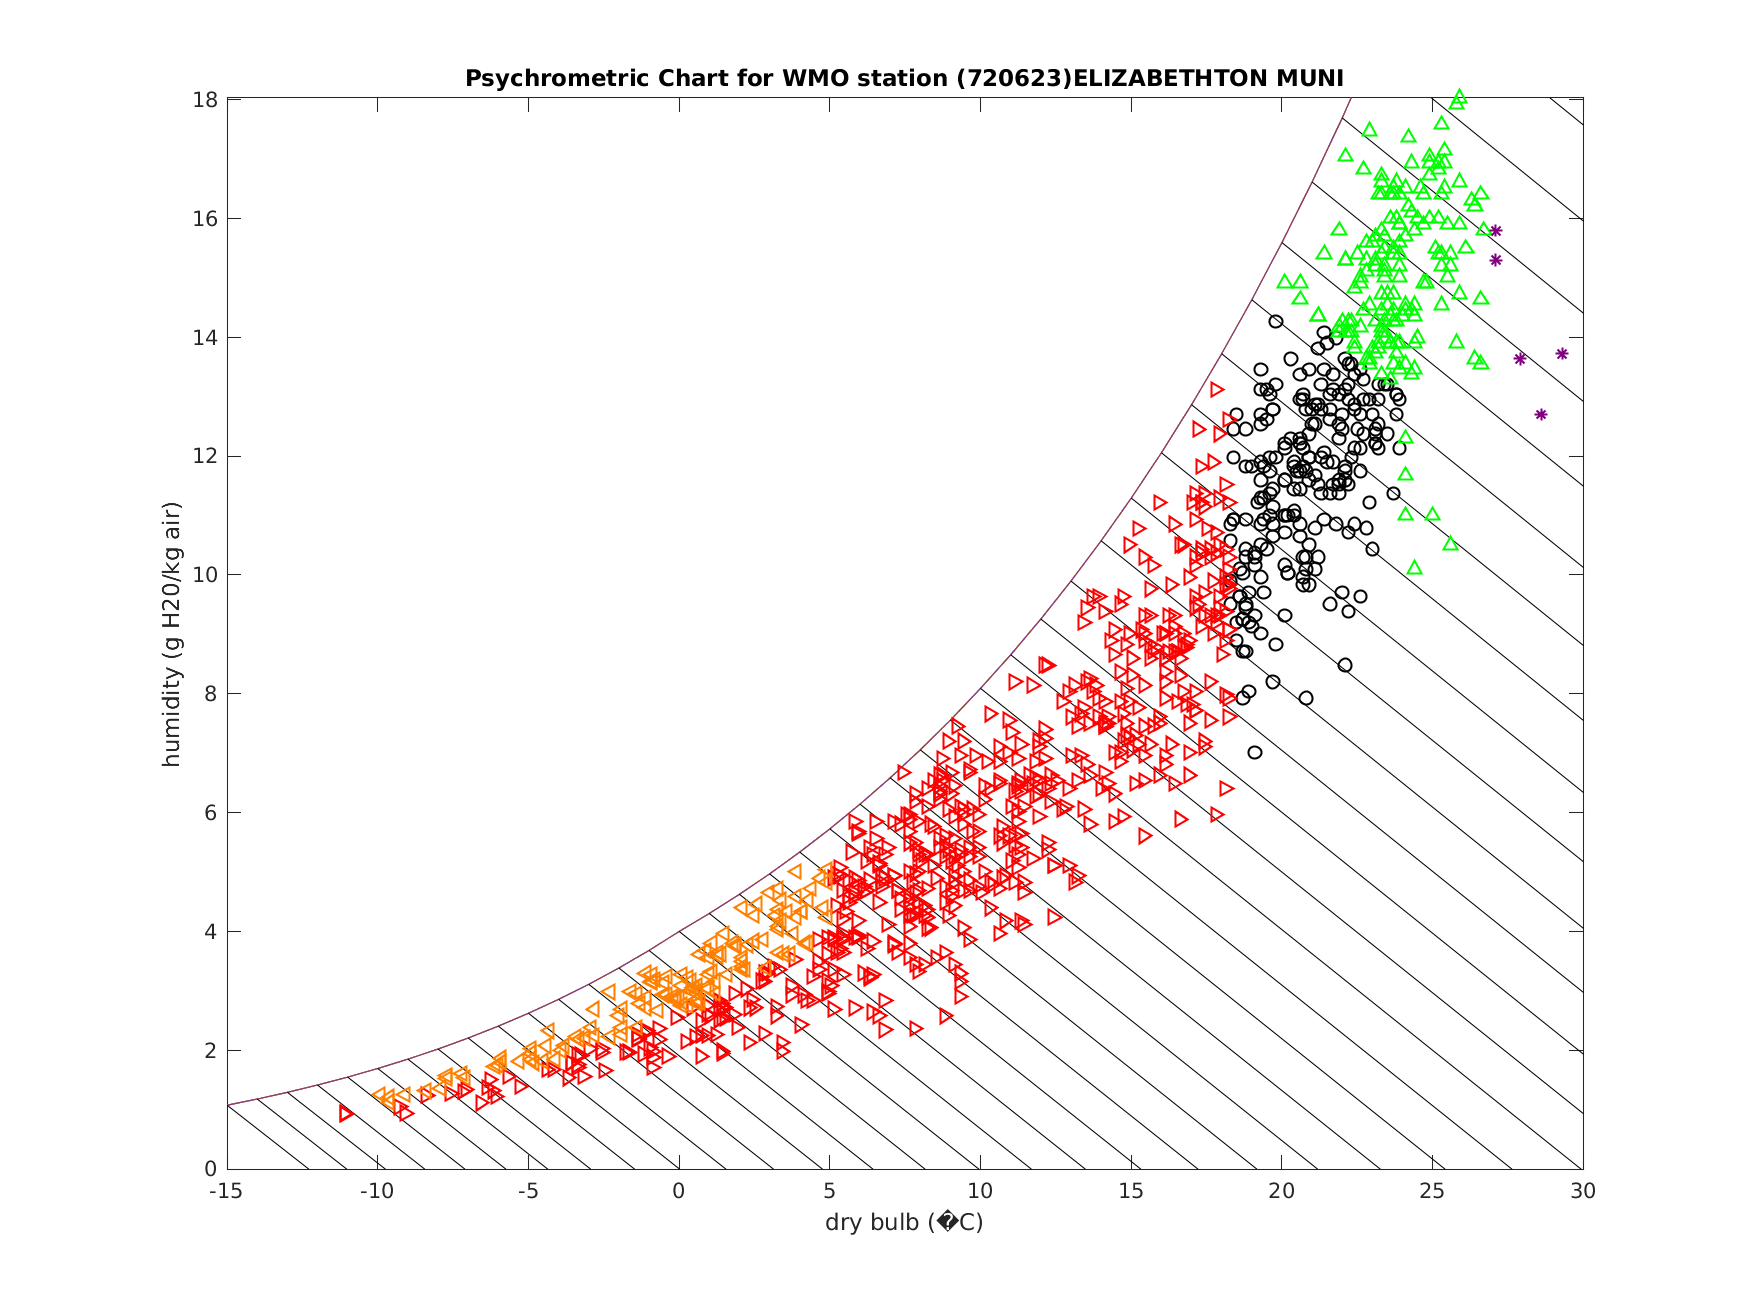 Psychrometric Chart for WMO station (720623)ELIZABETHTON MUNI
18
16
14
12
10
8
6
4
2
0
humidity (g H20/kg air)
-15 -10 -5 0 5 10 15 20 25 30
dry bulb (�C)